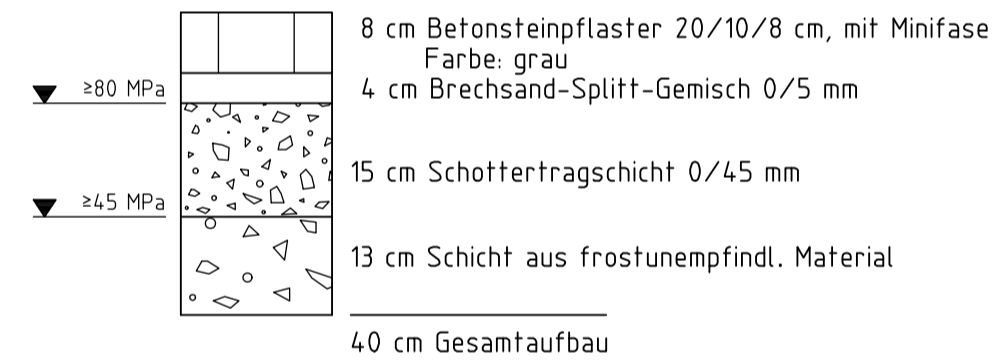 8 cm Betonsteinpflaster 20/10/8 cm, mit Minifase
Farbe: grau
≥80 MPa
4 cm Brechsand-Splitt-Gemisch 0/5 mm
15 cm Schottertragschicht 0/45 mm
≥45 MPa
13 cm Schicht aus frostunempfindl. Material
40 cm Gesamtaufbau